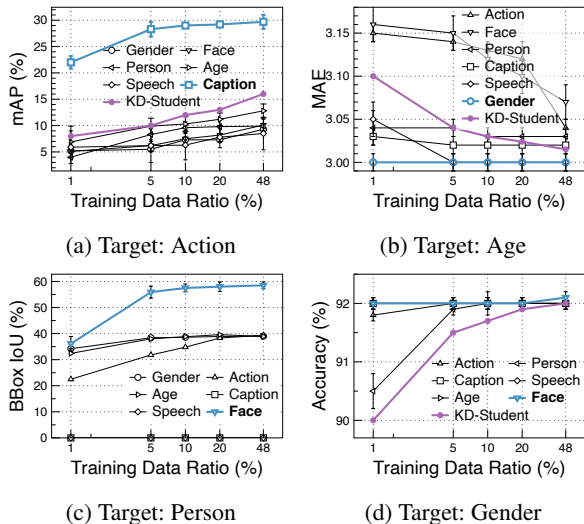 mAP (%)
30
25
20
15
10
5
Gender
Face
Person
Age
Speech
Caption
KD-Student
1
5
10
20
48
Training Data Ratio (%)
(a) Target: Action
MAE
3.15
3.10
3.05
3.00
Action
Face
Person
Caption
Speech
Gender
KD-Student
1
5
10
20
48
Training Data Ratio (%)
(b) Target: Age
BBox IoU (%)
60
50
40
30
20
10
0
Gender
Action
Age
Caption
Speech
Face
1
5
10
20
48
Training Data Ratio (%)
(c) Target: Person
Accuracy (%)
92
91
90
Action
Person
Caption
Speech
Age
Face
KD-Student
1
5
10
20
48
Training Data Ratio (%)
(d) Target: Gender